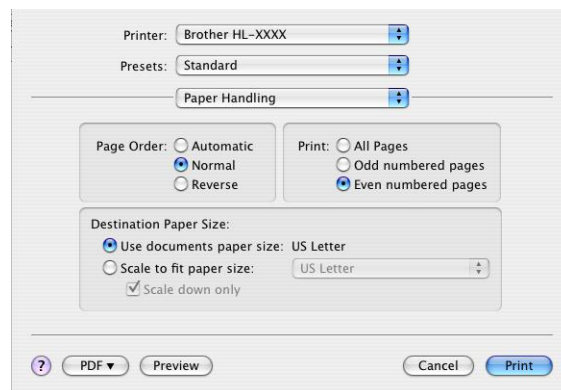 Printer: Brother HL-XXXX
Presets: Standard
Paper Handling
Page Order: Automatic
Normal
Reverse
Print: All Pages
Odd numbered pages
Even numbered pages
Destination Paper Size:
Use documents paper size: US Letter
Scale to fit paper size: US Letter
Scale down only
? PDF▼ Preview Cancel Print